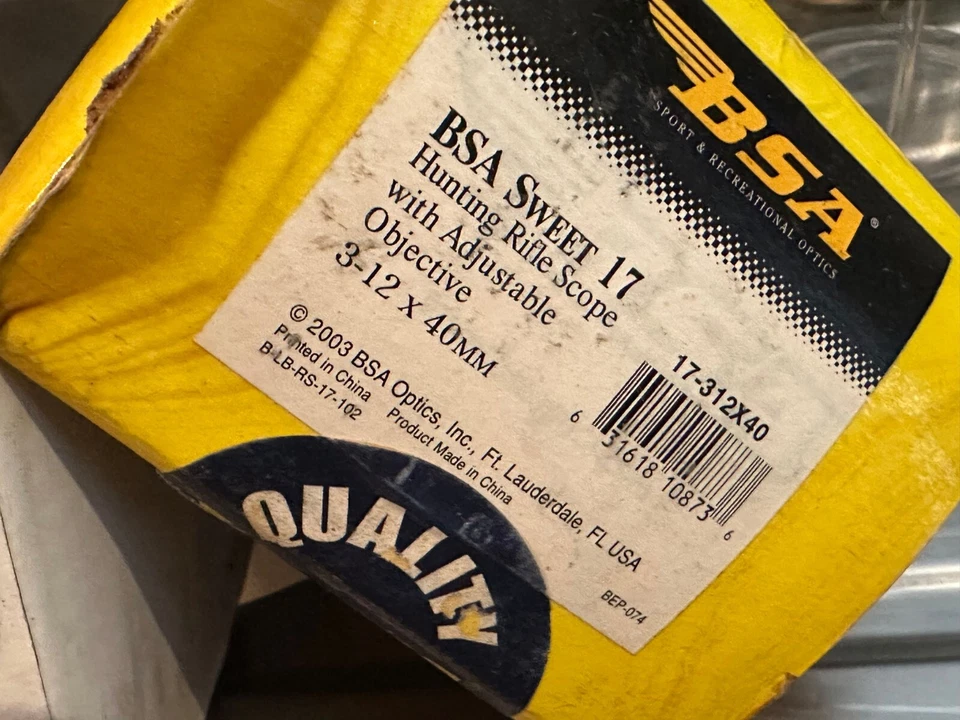 BSA®
SPORT & RECREATIONAL OPTICS
BSA SWEET 17
Hunting Rifle Scope
with Adjustable
Objective
3-12 X 40MM
17-312X40
6 31618 10873 6
© 2003 BSA Optics, Inc., Ft. Lauderdale, FL USA
Printed in China Product Made in China
B-LB-RS-17-102
BEP-074
QUALITY